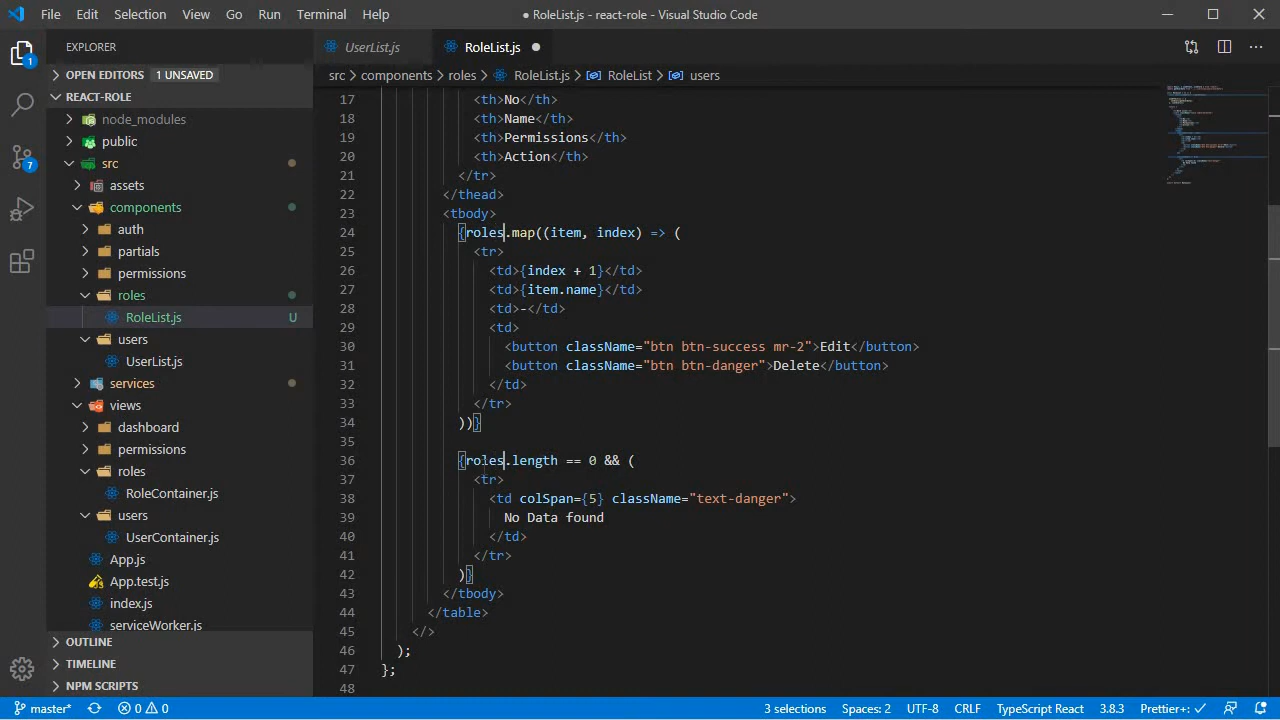 File Edit Selection View Go Run Terminal Help
● RoleList.js - react-role - Visual Studio Code
EXPLORER
OPEN EDITORS 1 UNSAVED
REACT-ROLE
node_modules
public
src
assets
components
auth
partials
permissions
roles
RoleList.js U
users
UserList.js
services
views
dashboard
permissions
roles
RoleContainer.js
users
UserContainer.js
App.js
App.test.js
index.js
serviceWorker.js
OUTLINE
TIMELINE
NPM SCRIPTS
1
7
UserList.js RoleList.js ●
src > components > roles > RoleList.js > RoleList > users
17 <th>No</th>
18 <th>Name</th>
19 <th>Permissions</th>
20 <th>Action</th>
21 </tr>
22 </thead>
23 <tbody>
24 {roles.map((item, index) => (
25 <tr>
26 <td>{index + 1}</td>
27 <td>{item.name}</td>
28 <td>-</td>
29 <td>
30 <button className="btn btn-success mr-2">Edit</button>
31 <button className="btn btn-danger">Delete</button>
32 </td>
33 </tr>
34 ))}
35
36 {roles.length == 0 && (
37 <tr>
38 <td colSpan={5} className="text-danger">
39 No Data found
40 </td>
41 </tr>
42 )}
43 </tbody>
44 </table>
45 </>
46 );
47 };
48
master* 0 0 3 selections Spaces: 2 UTF-8 CRLF TypeScript React 3.8.3 Prettier+: ✓